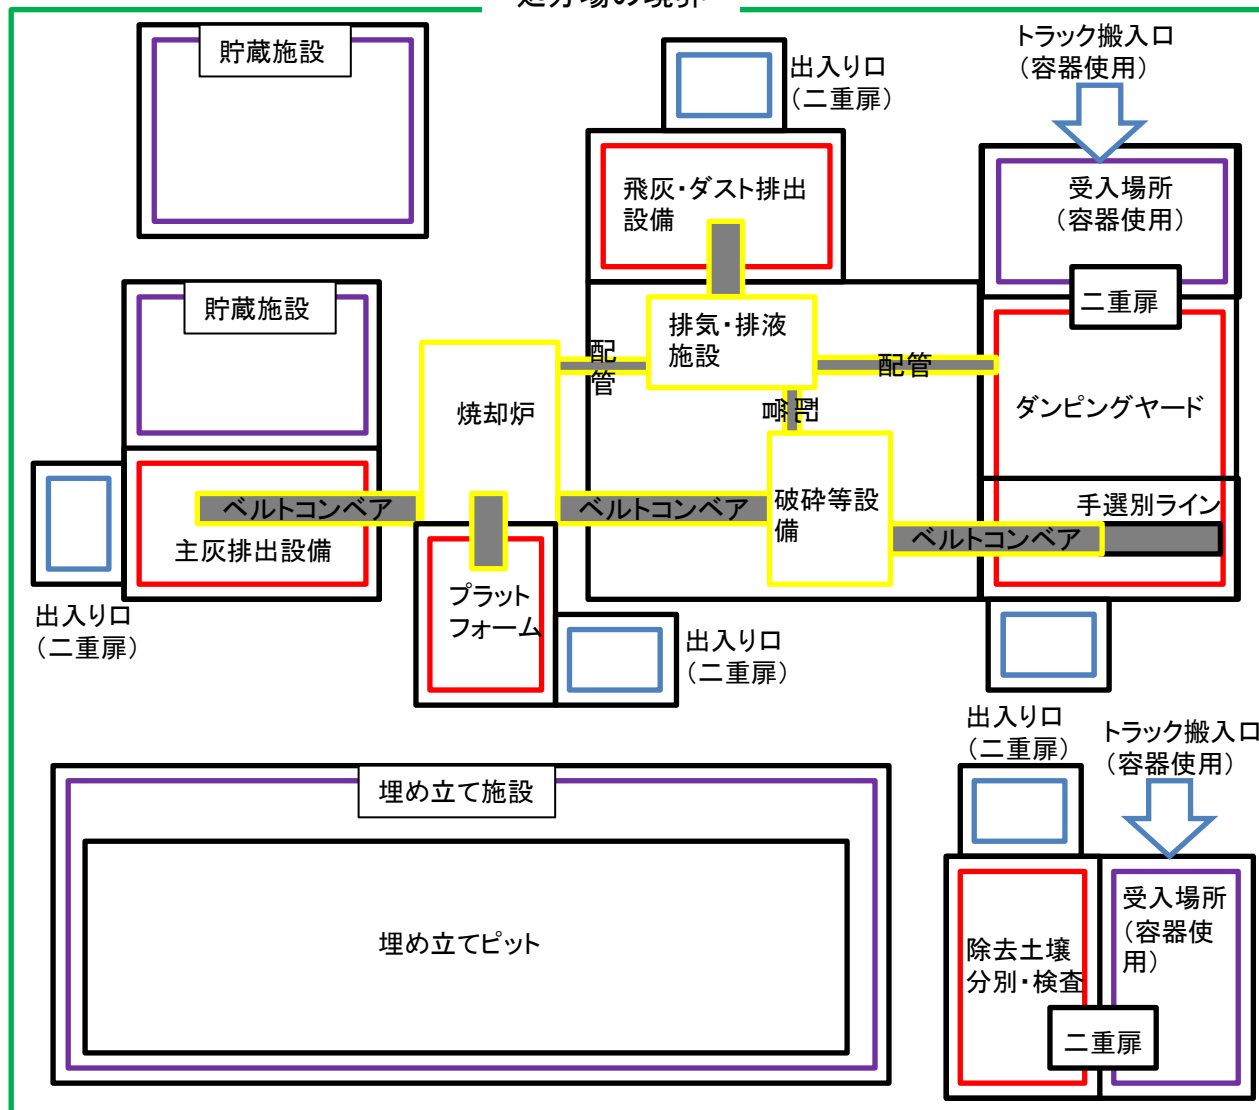 処分場の境界
貯蔵施設
出入り口
（二重扉）
トラック搬入口
（容器使用）
飛灰・ダスト排出
設備
受入場所
（容器使用）
貯蔵施設
二重扉
排気・排液
施設
配
管
配管
配管
焼却炉
ダンピングヤード
ベルトコンベア
ベルトコンベア
破砕等設
備
手選別ライン
ベルトコンベア
主灰排出設備
プラット
フォーム
出入り口
（二重扉）
出入り口
（二重扉）
出入り口
（二重扉）
トラック搬入口
（容器使用）
埋め立て施設
埋め立てピット
除去土壌
分別・検査
受入場所
（容器使
用）
二重扉